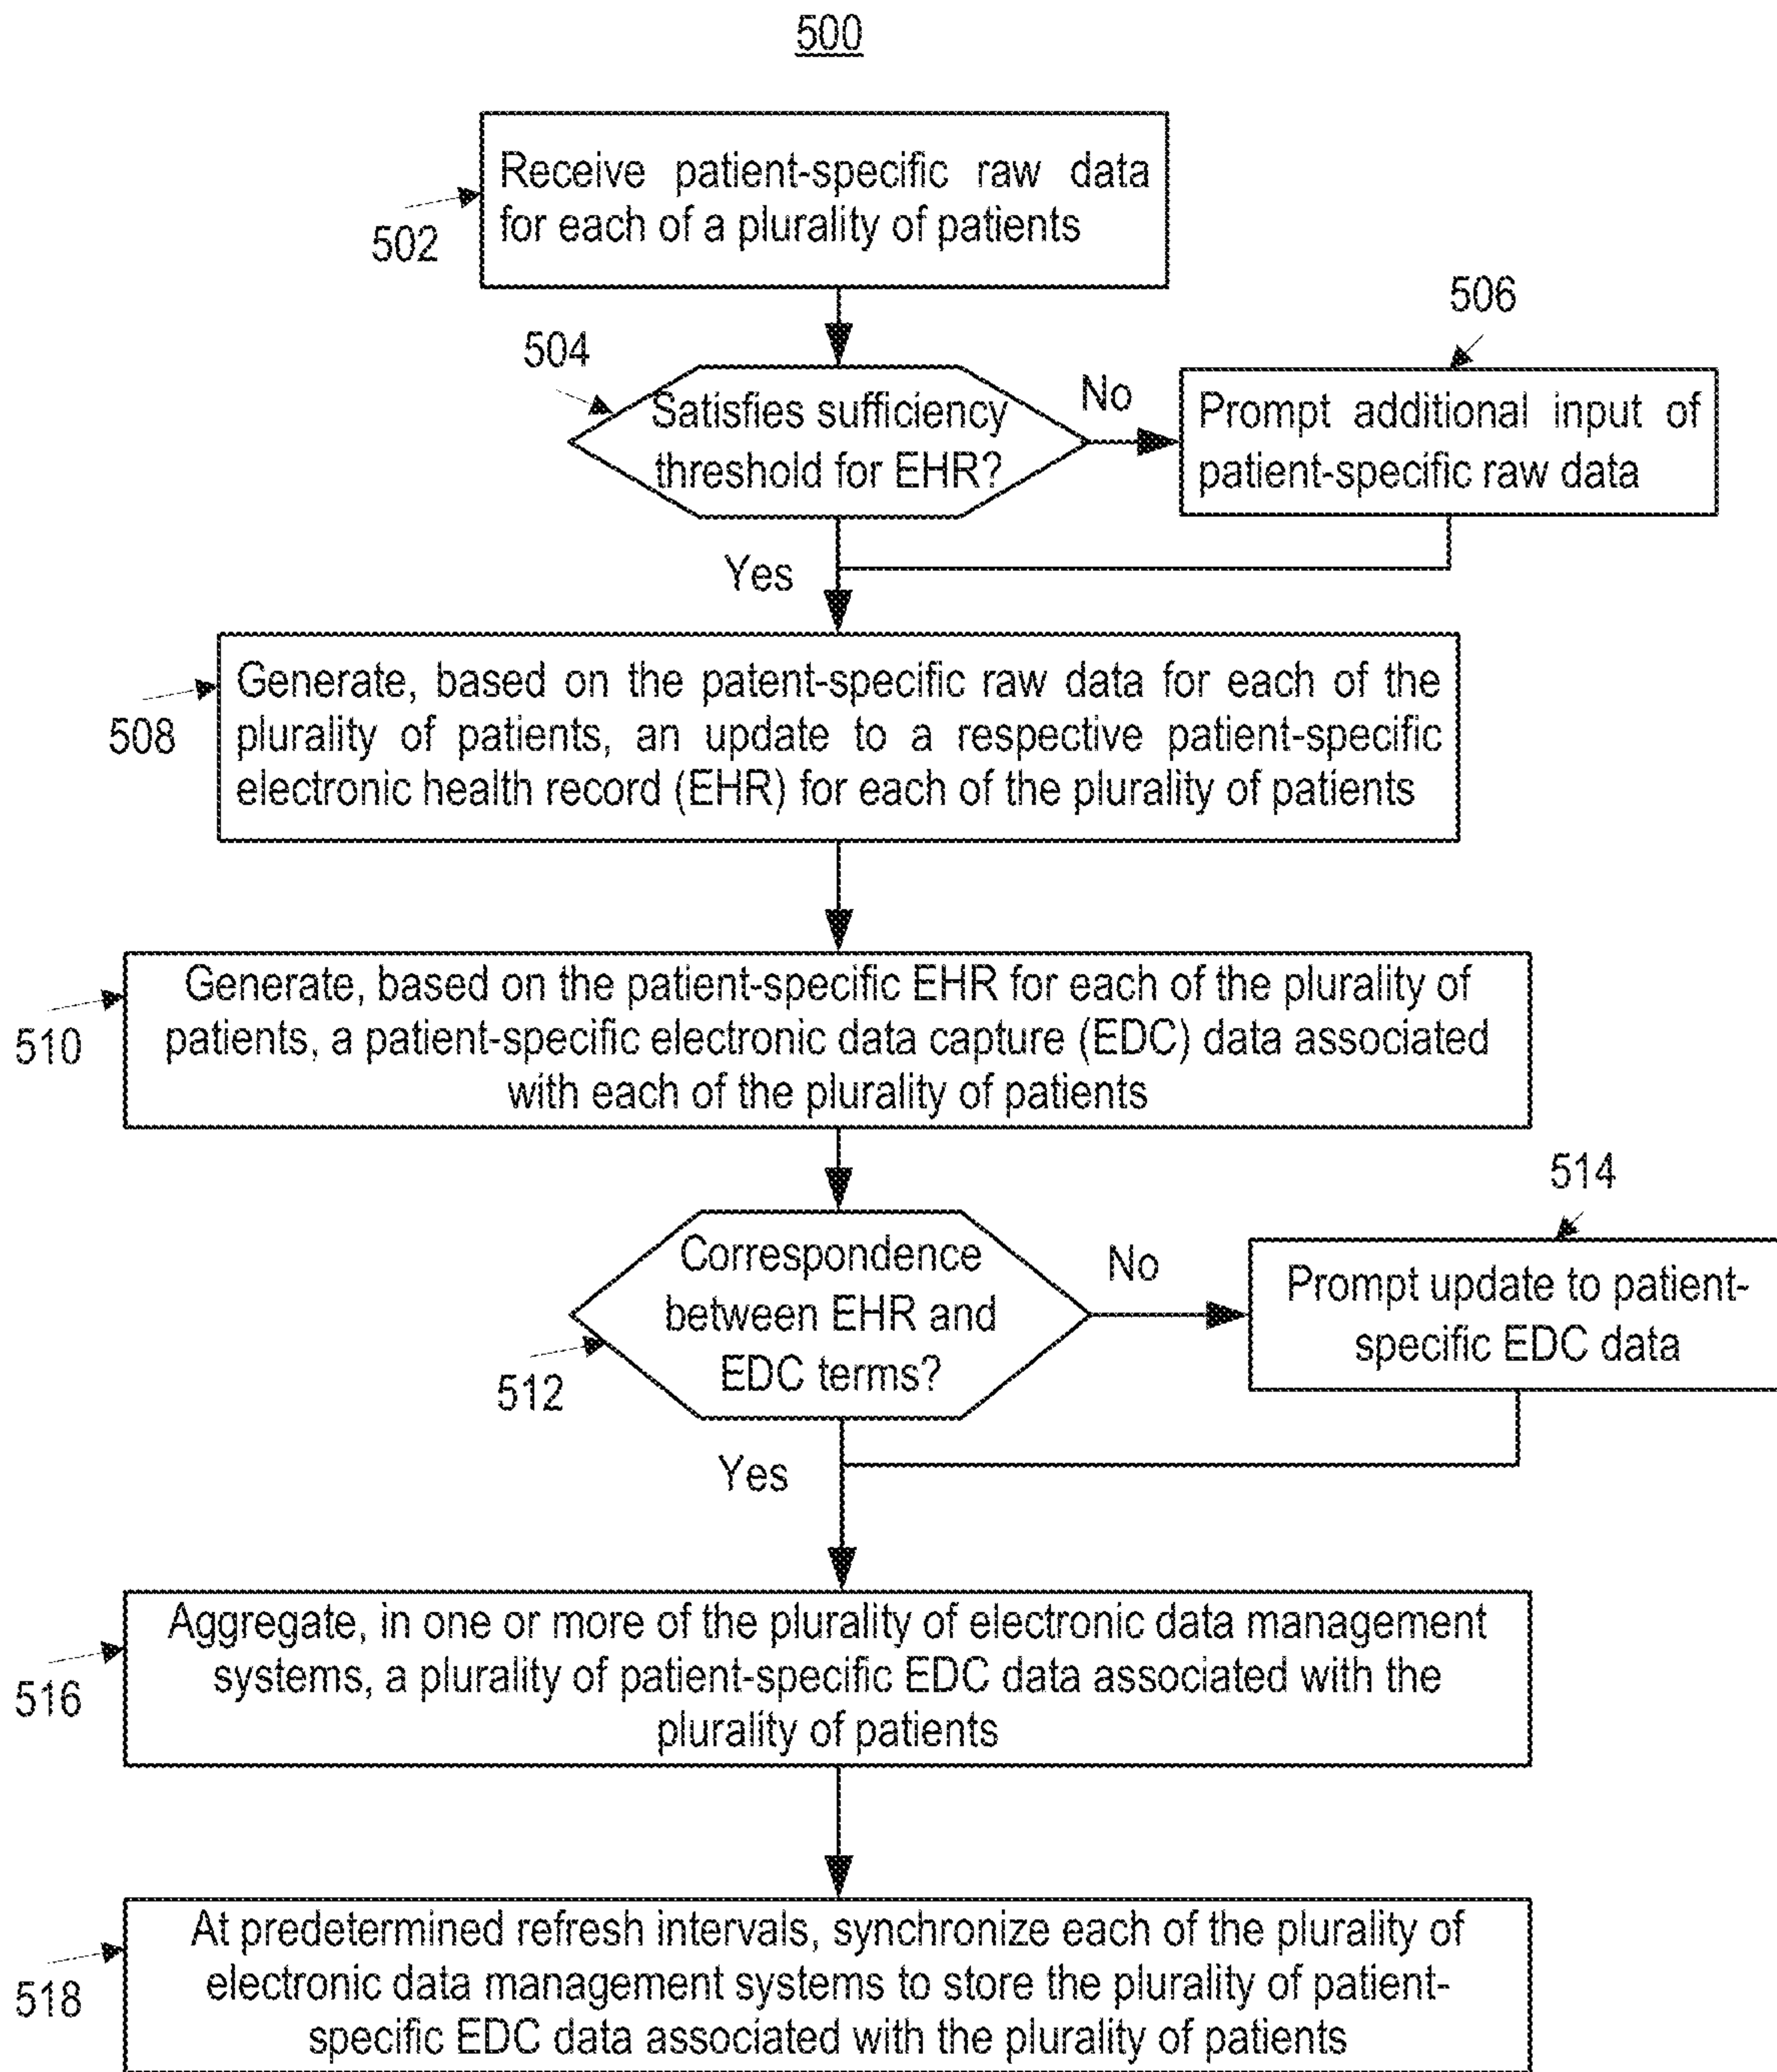 500
Receive patient-specific raw data
for each of a plurality of patients
502
506
504
Satisfies sufficiency
threshold for EHR?
No
Prompt additional input of
patient-specific raw data
Yes
Generate, based on the patent-specific raw data for each of the
plurality of patients, an update to a respective patient-specific
electronic health record (EHR) for each of the plurality of patients
508
Generate, based on the patient-specific EHR for each of the plurality of
patients, a patient-specific electronic data capture (EDC) data associated
with each of the plurality of patients
510
514
Correspondence
between EHR and
EDC terms?
No
Prompt update to patient-
specific EDC data
512
Yes
Aggregate, in one or more of the plurality of electronic data management
systems, a plurality of patient-specific EDC data associated with the
plurality of patients
516
At predetermined refresh intervals, synchronize each of the plurality of
electronic data management systems to store the plurality of patient-
specific EDC data associated with the plurality of patients
518